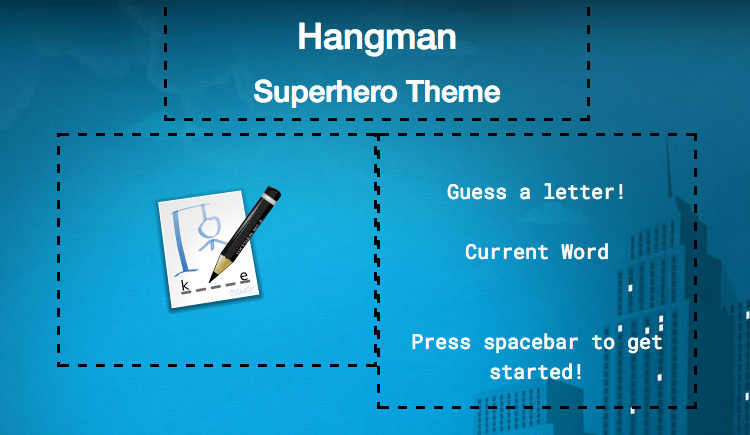 Hangman
Superhero Theme
k _ _ _ e
Guess a letter!
Current Word
Press spacebar to get
started!